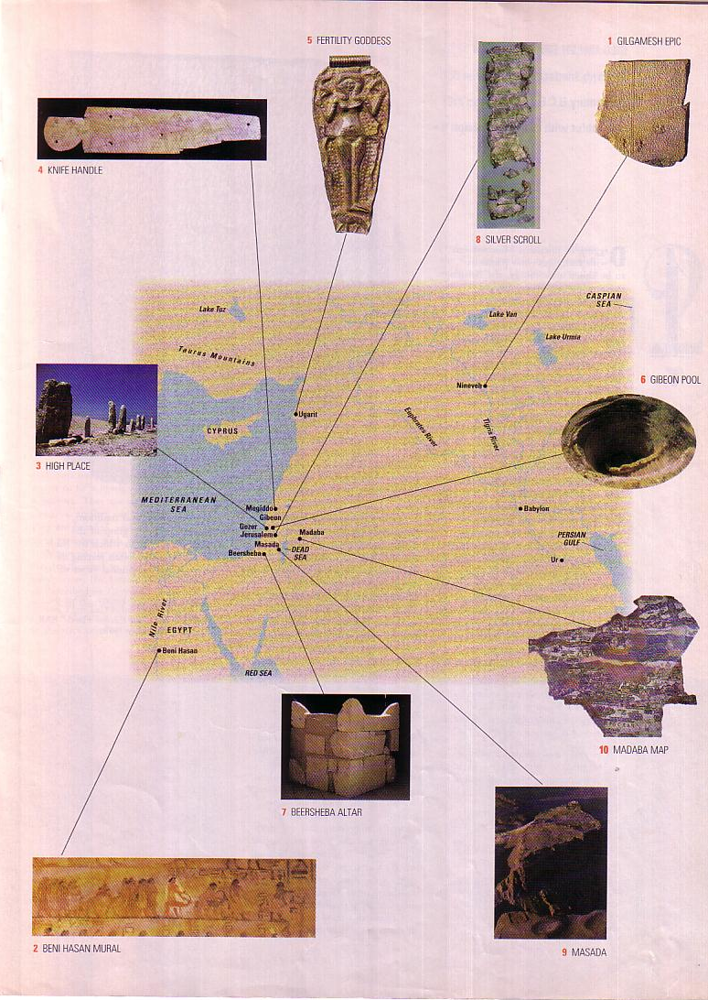 5 FERTILITY GODDESS
1 GILGAMESH EPIC
4 KNIFE HANDLE
8 SILVER SCROLL
CASPIAN
SEA
Lake Tuz
Lake Van
Lake Urmia
Taurus Mountains
6 GIBEON POOL
Nineveh
Ugarit
Euphrates River
Tigris River
CYPRUS
3 HIGH PLACE
MEDITERRANEAN
SEA
Megiddo
Gibeon
Gezer
Jerusalem
Madaba
Masada
Beersheba
DEAD
SEA
Babylon
PERSIAN
GULF
Ur
Nile River
EGYPT
Beni Hasan
RED SEA
10 MADABA MAP
7 BEERSHEBA ALTAR
2 BENI HASAN MURAL
9 MASADA